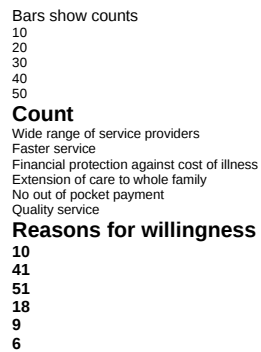 Bars show counts
10
20
30
40
50
Count
Wide range of service providers
Faster service
Financial protection against cost of illness
Extension of care to whole family
No out of pocket payment
Quality service
Reasons for willingness
10
41
51
18
9
6